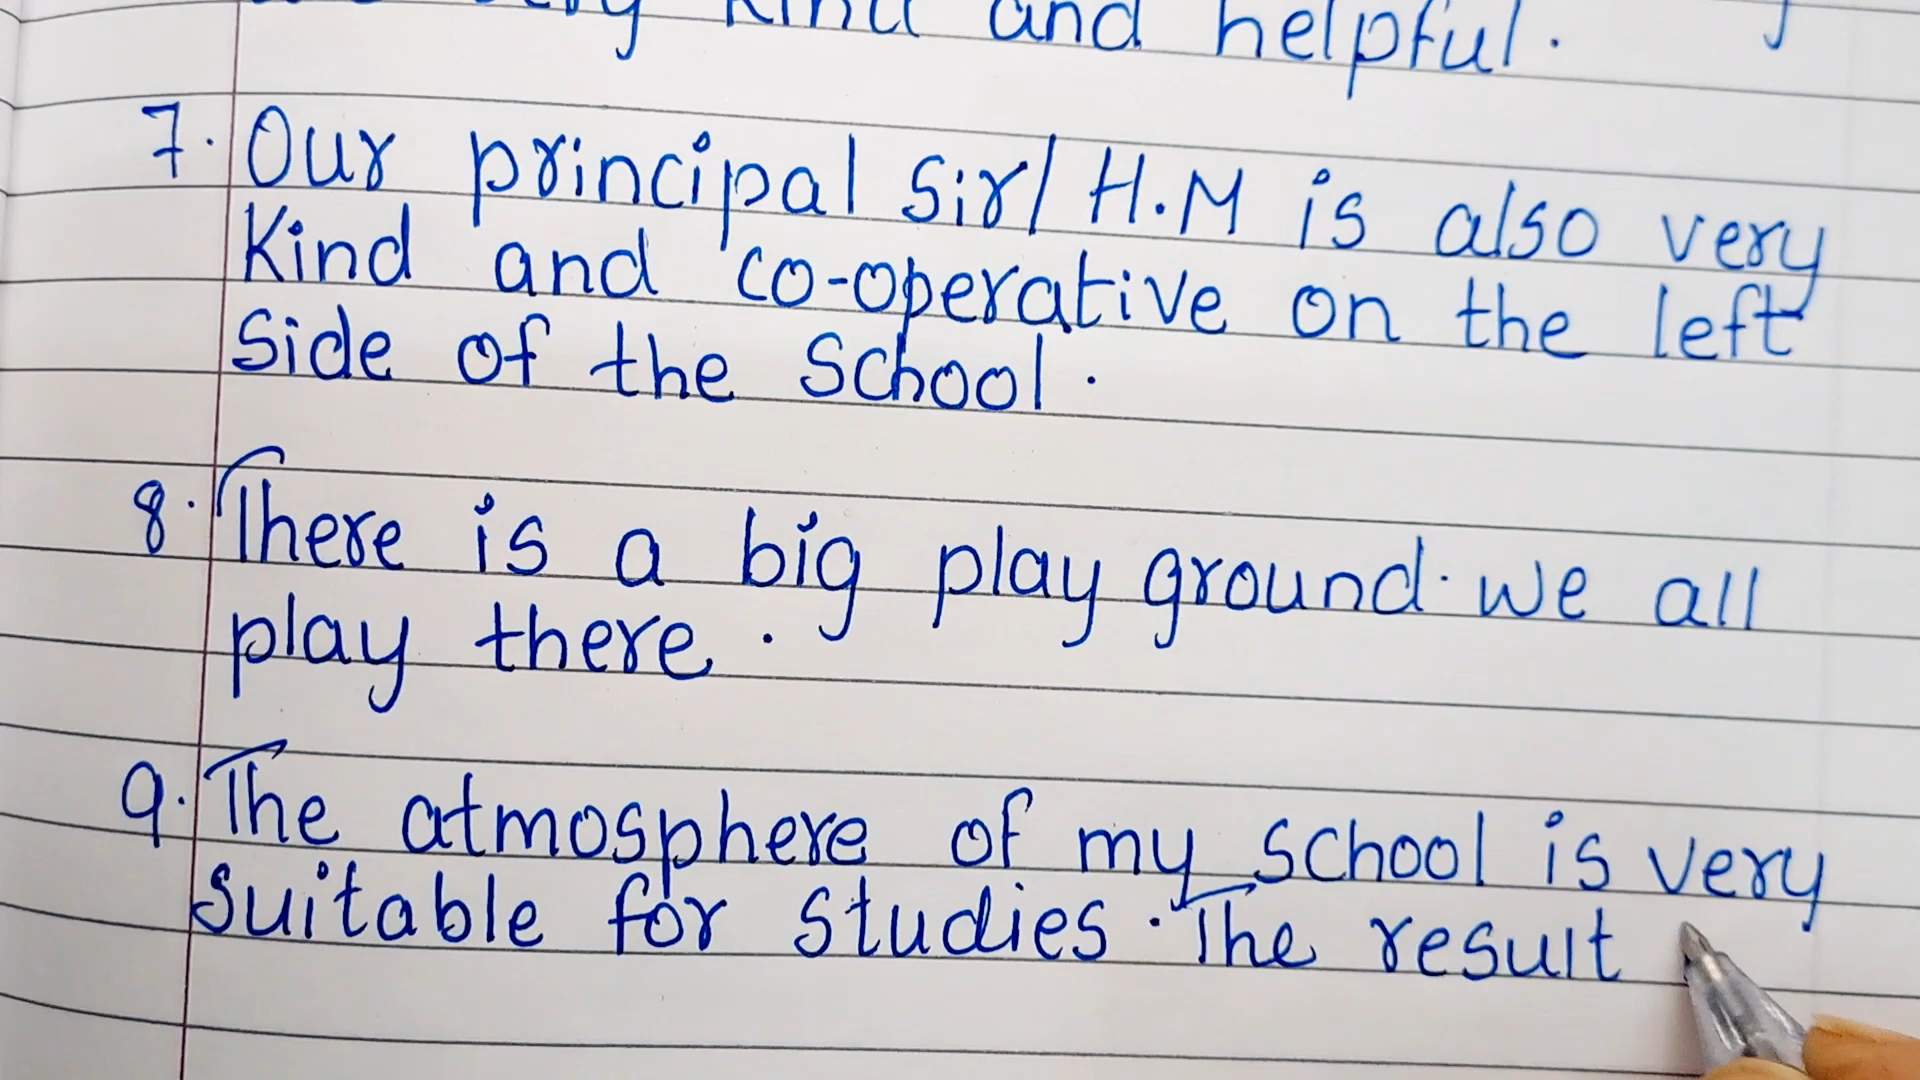 kind and helpful.
7. Our principal Sir/ H.M is also very
Kind and co-operative on the left
Side of the School.
8. There is a big play ground. We all
play there.
9. The atmosphere of my school is very
Suitable for studies. The result